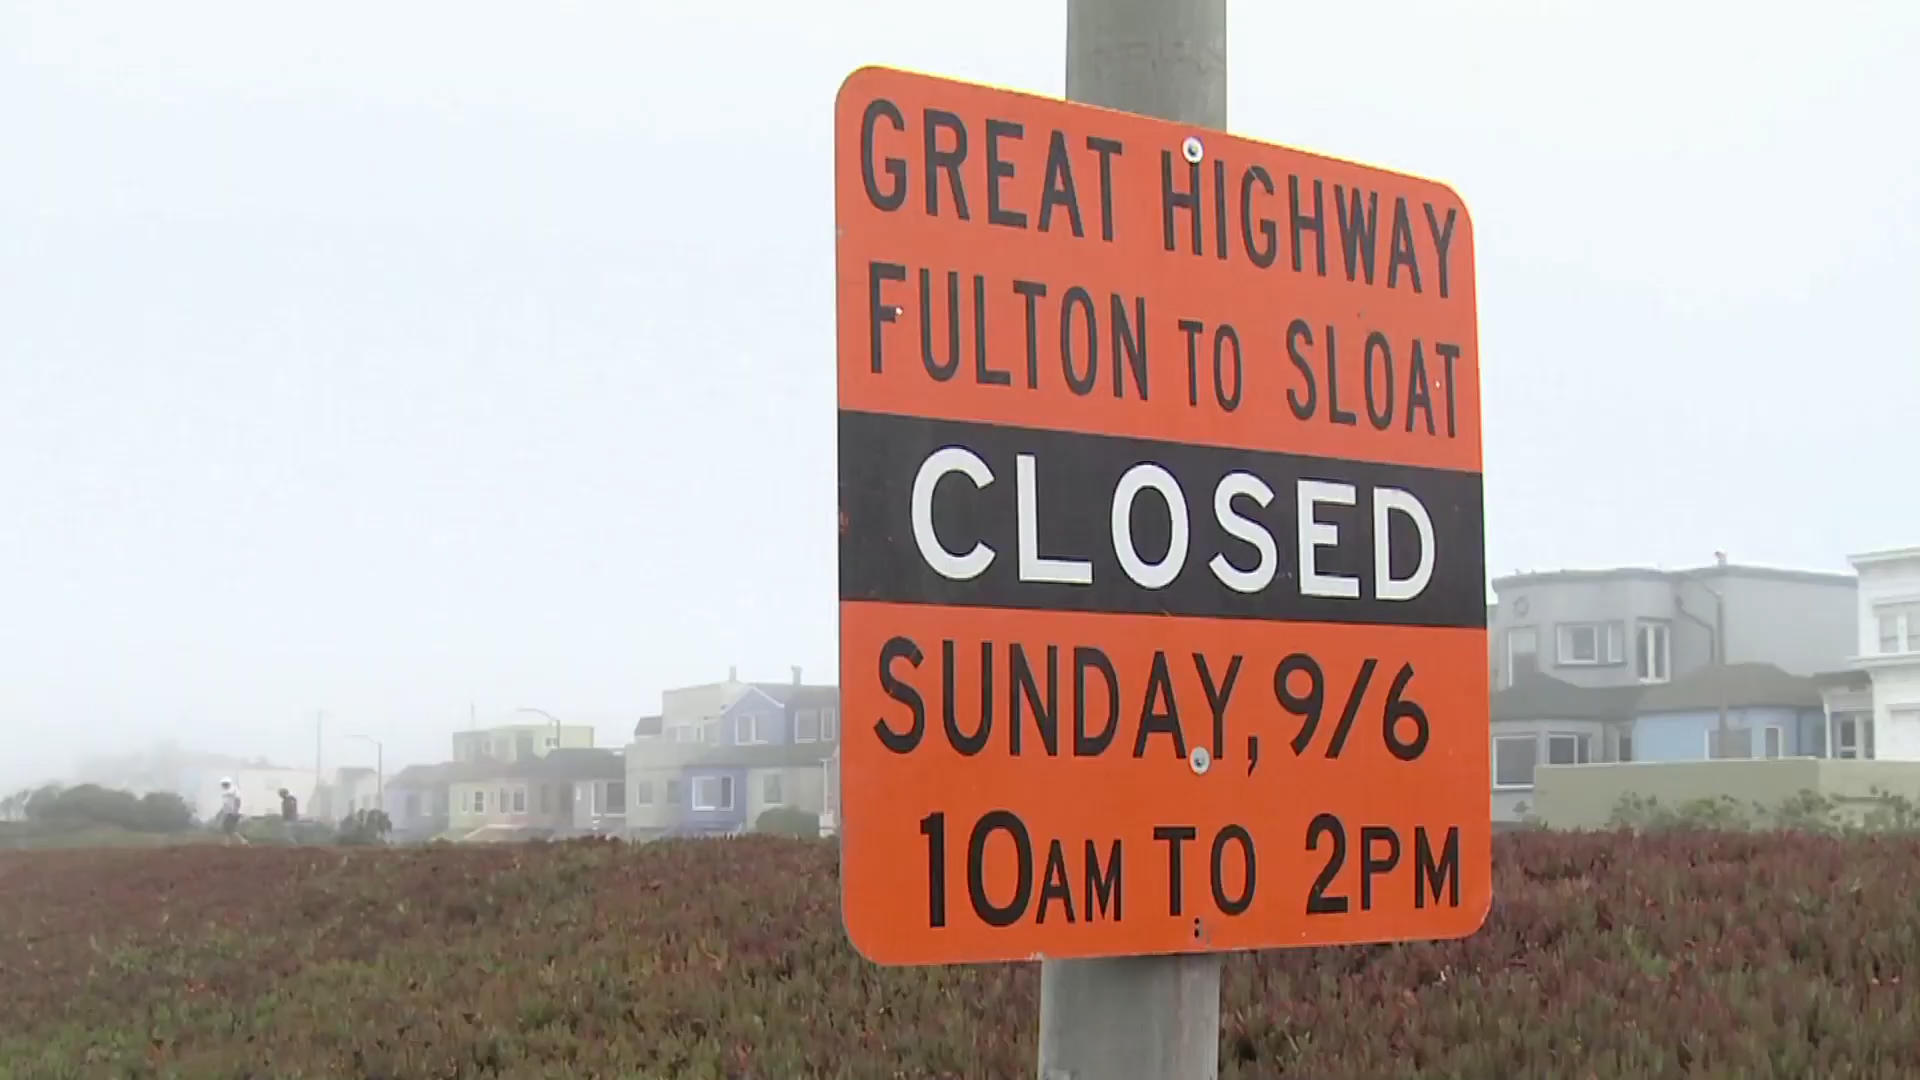 GREAT HIGHWAY
FULTON TO SLOAT
CLOSED
SUNDAY, 9/6
10AM TO 2PM